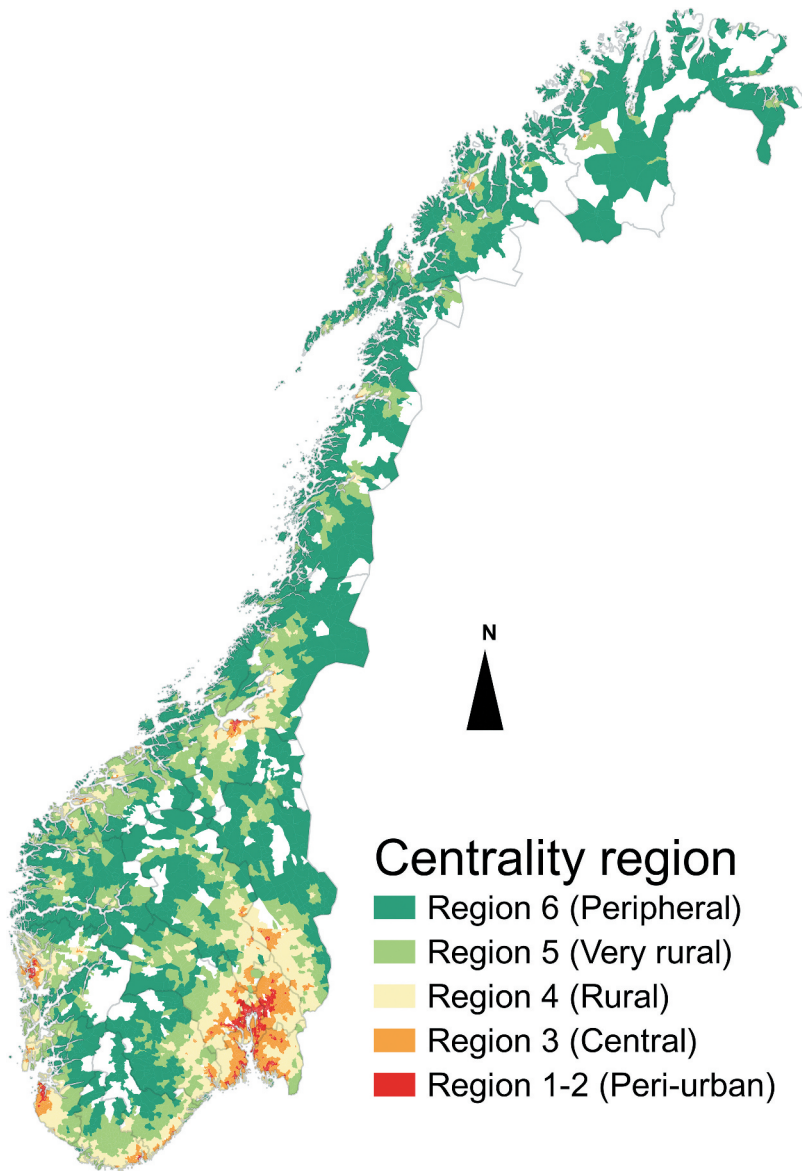 N
Centrality region
Region 6 (Peripheral)
Region 5 (Very rural)
Region 4 (Rural)
Region 3 (Central)
Region 1-2 (Peri-urban)